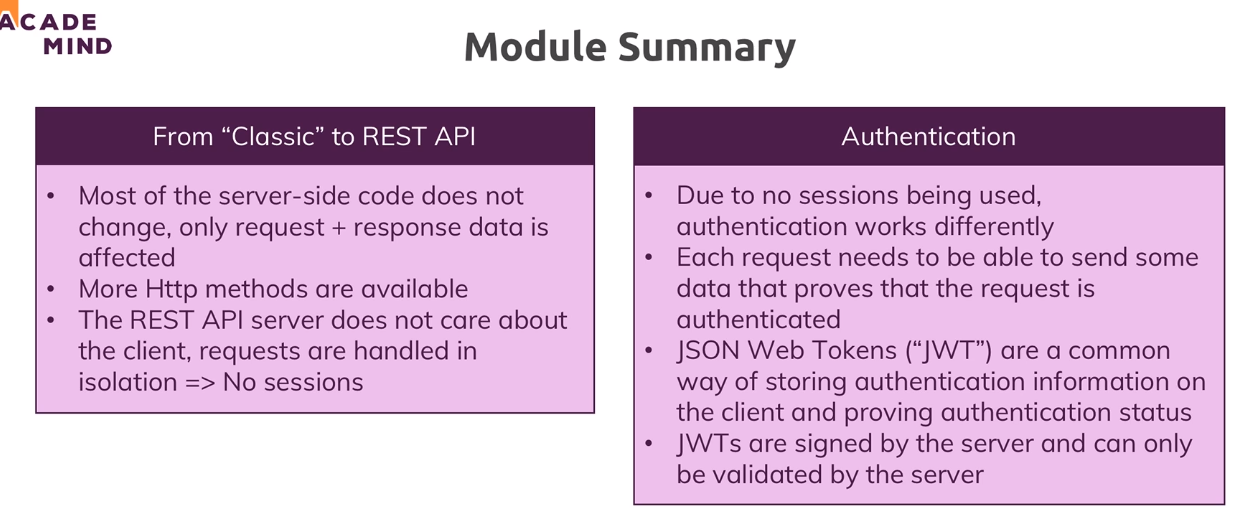 ACADE
MIND
Module Summary
From “Classic” to REST API
• Most of the server-side code does not
change, only request + response data is
affected
• More Http methods are available
• The REST API server does not care about
the client, requests are handled in
isolation => No sessions
Authentication
• Due to no sessions being used,
authentication works differently
• Each request needs to be able to send some
data that proves that the request is
authenticated
• JSON Web Tokens (“JWT”) are a common
way of storing authentication information on
the client and proving authentication status
• JWTs are signed by the server and can only
be validated by the server